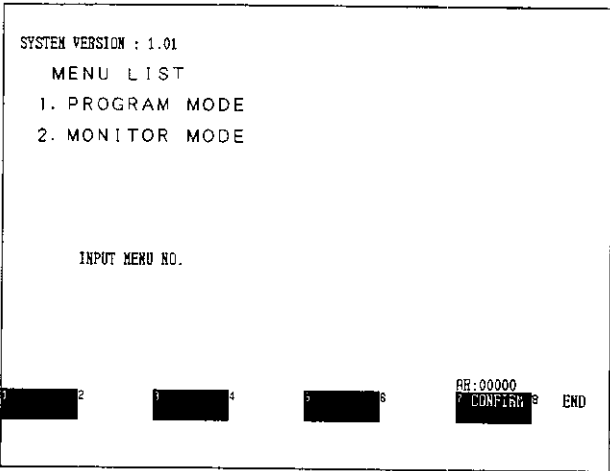 SYSTEM VERSION : 1.01
MENU LIST
1. PROGRAM MODE
2. MONITOR MODE
INPUT MENU NO.
AR:00000
1 2 3 4 5 6 7 CONFIRM 8 END